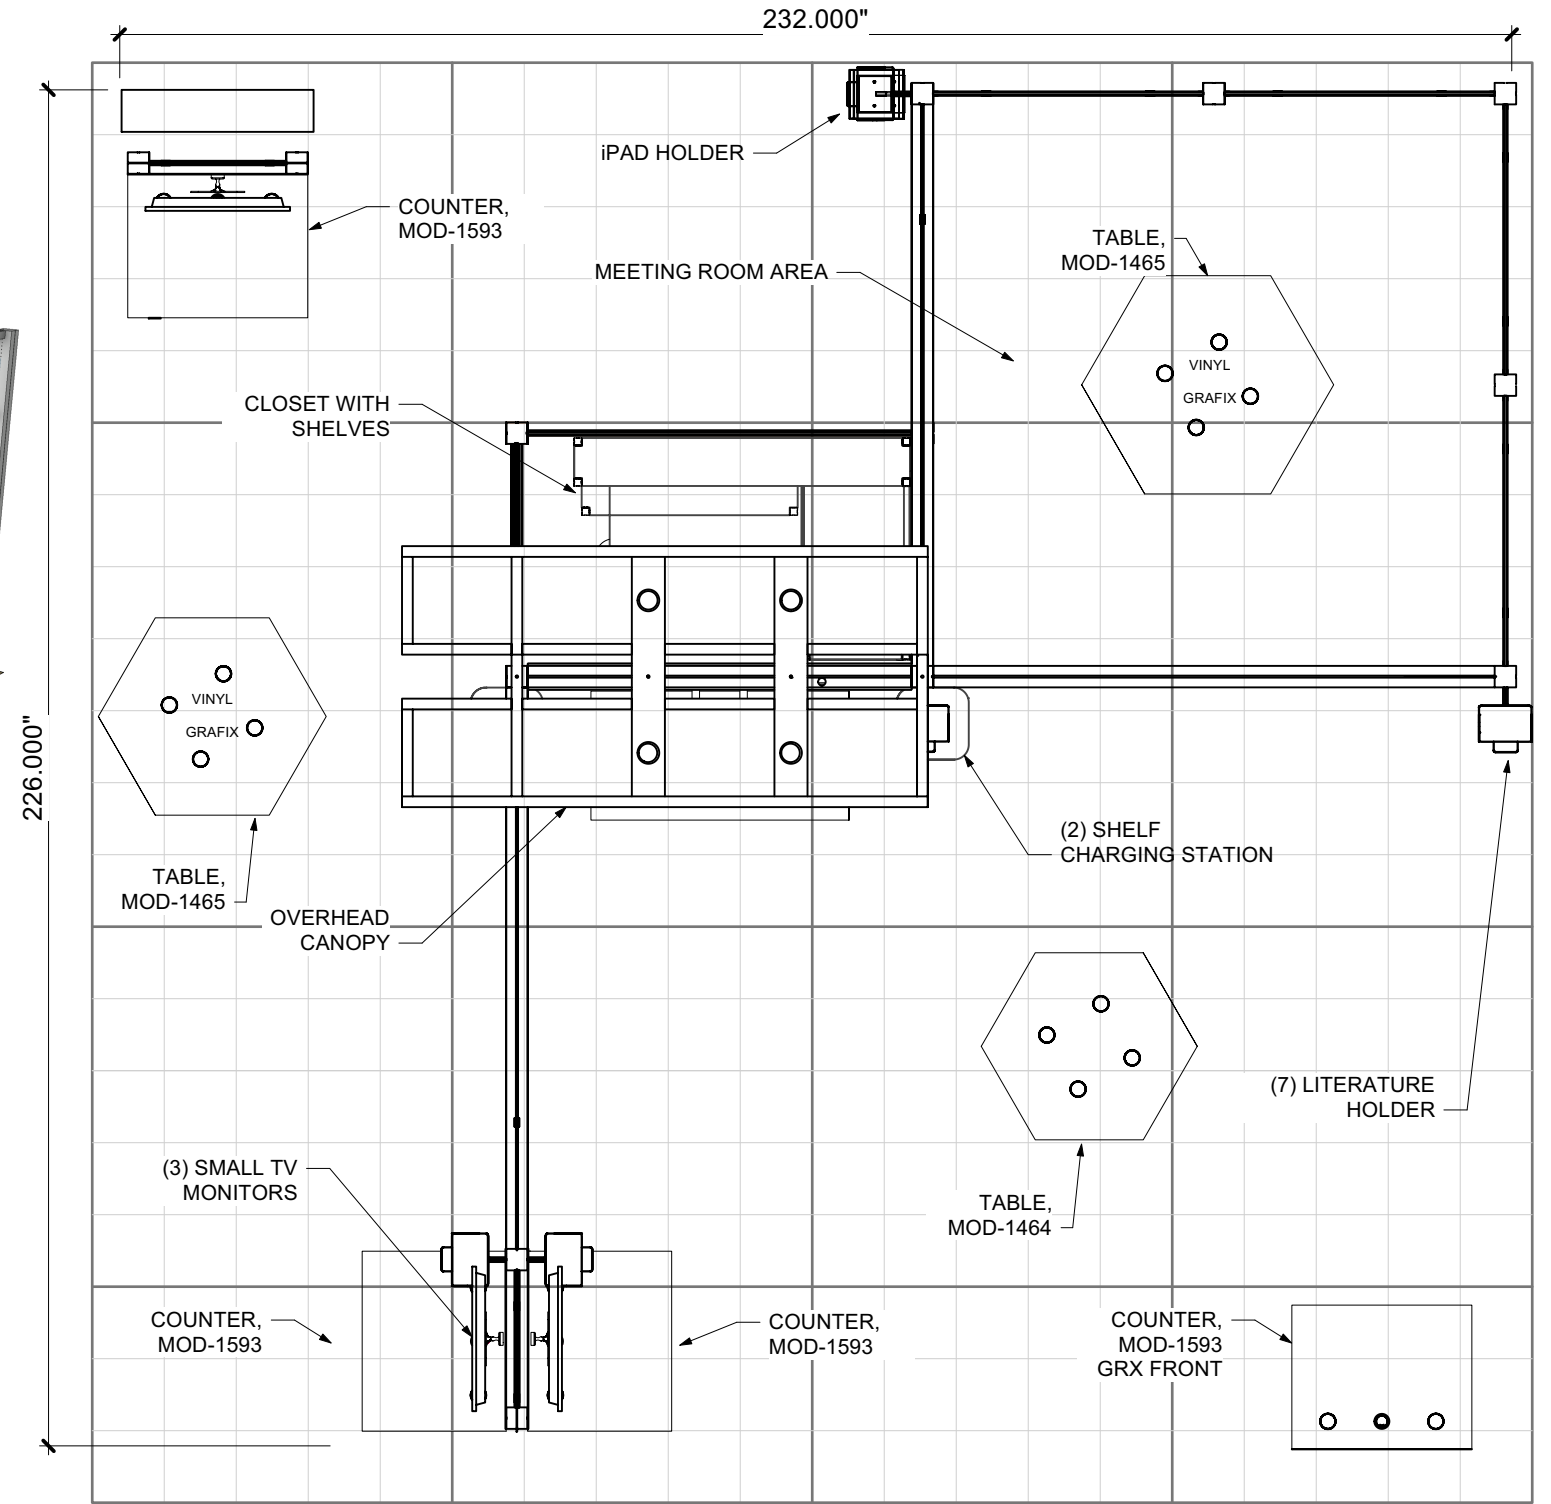 232.000"
iPAD HOLDER
COUNTER,
MOD-1593
TABLE,
MOD-1465
MEETING ROOM AREA
VINYL
GRAFIX
CLOSET WITH
SHELVES
226.000"
VINYL
GRAFIX
(2) SHELF
CHARGING STATION
TABLE,
MOD-1465
OVERHEAD
CANOPY
(7) LITERATURE
HOLDER
(3) SMALL TV
MONITORS
TABLE,
MOD-1464
COUNTER,
MOD-1593
COUNTER,
MOD-1593
COUNTER,
MOD-1593
GRX FRONT